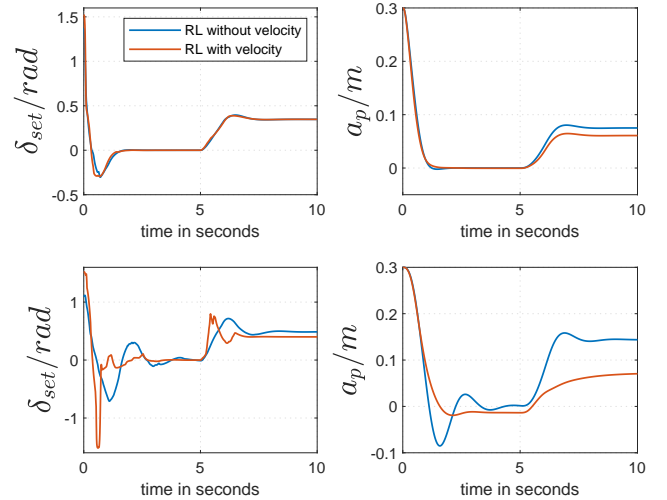 1.5
1.0
0.5
0
-0.5
δ_set/rad
RL without velocity
RL with velocity
0
5
10
time in seconds
0.3
0.2
0.1
0
a_p/m
0
5
10
time in seconds
1
0
-1
δ_set/rad
0
5
10
time in seconds
0.3
0.2
0.1
0
-0.1
a_p/m
0
5
10
time in seconds